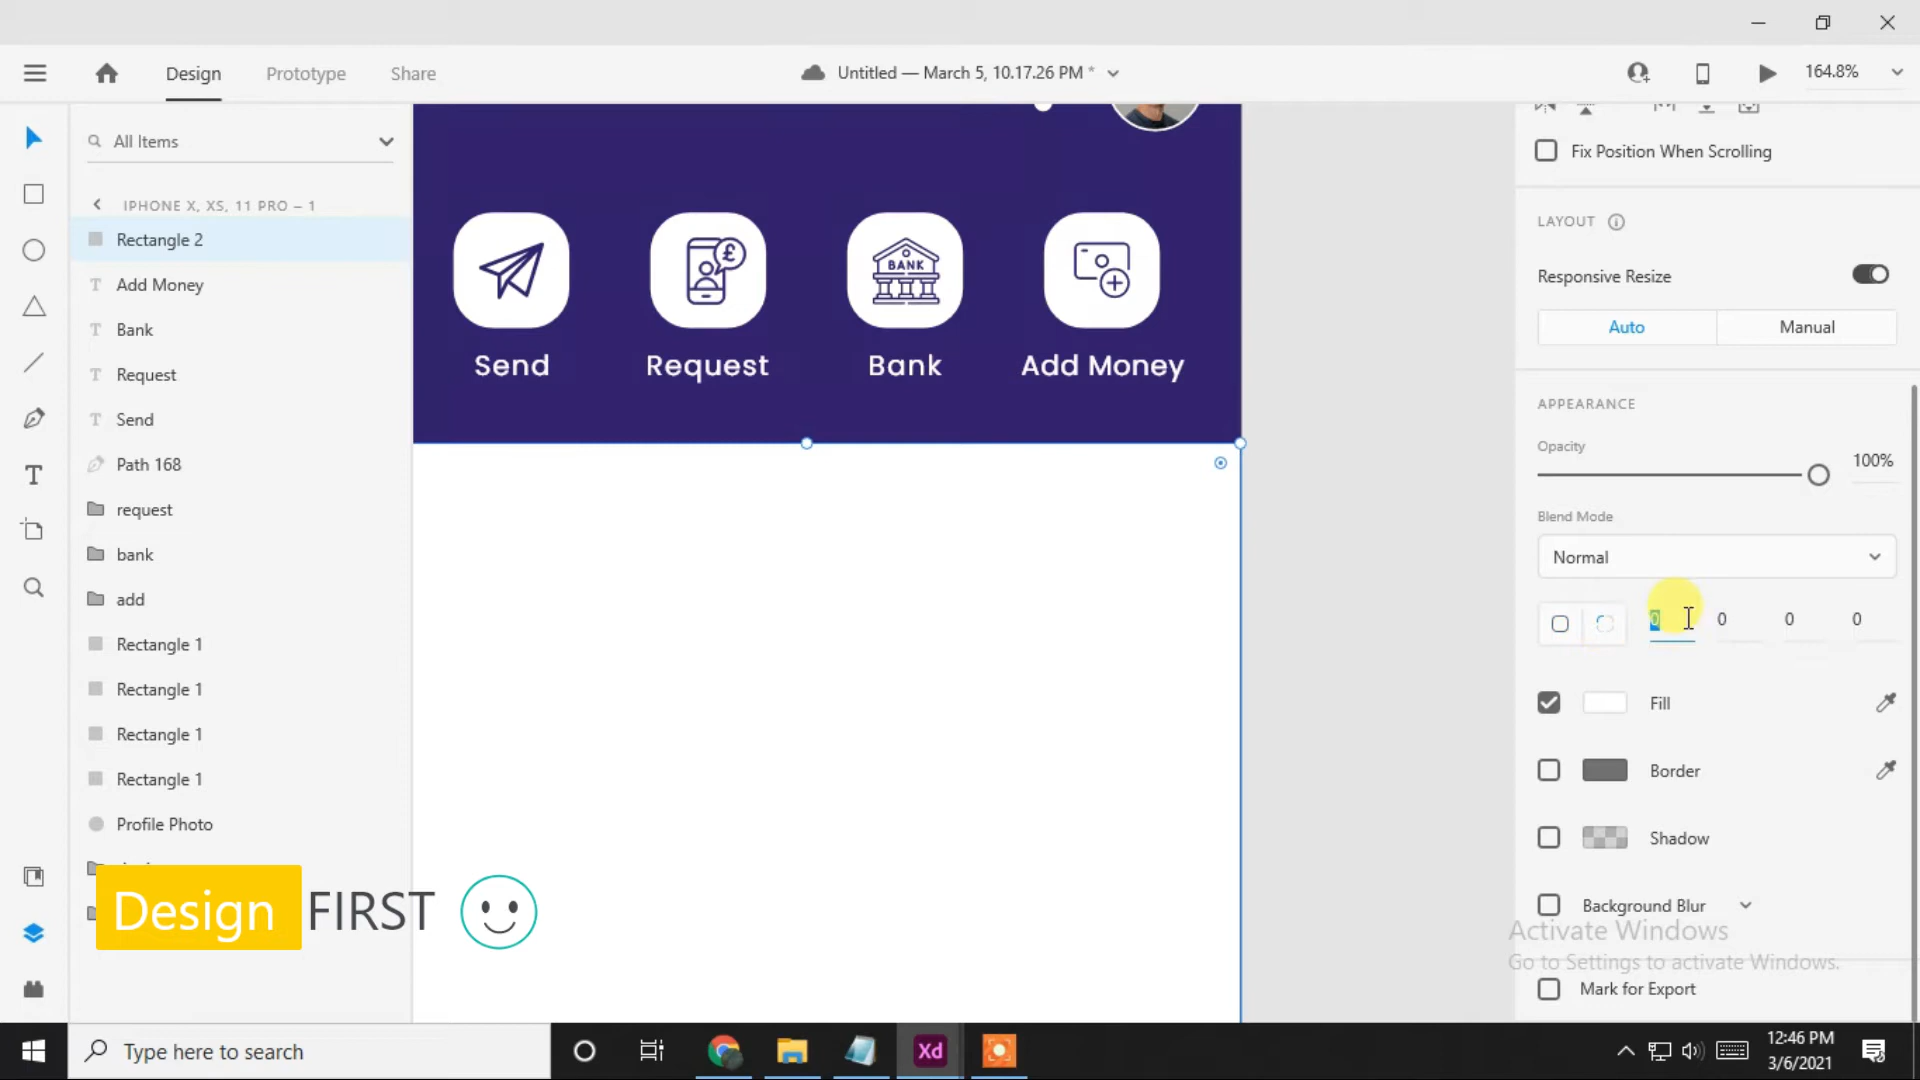 Design
Prototype
Share
Untitled — March 5, 10.17.26 PM *
164.8%
All Items
IPHONE X, XS, 11 PRO – 1
Rectangle 2
Add Money
Bank
Request
Send
Path 168
request
bank
add
Rectangle 1
Rectangle 1
Rectangle 1
Rectangle 1
Profile Photo
Design FIRST
£
BANK
Send
Request
Bank
Add Money
Fix Position When Scrolling
LAYOUT
Responsive Resize
Auto
Manual
APPEARANCE
Opacity
100%
Blend Mode
Normal
0 0 0 0
Fill
Border
Shadow
Background Blur
Activate Windows
Go to Settings to activate Windows.
Mark for Export
Type here to search
Xd
12:46 PM
3/6/2021